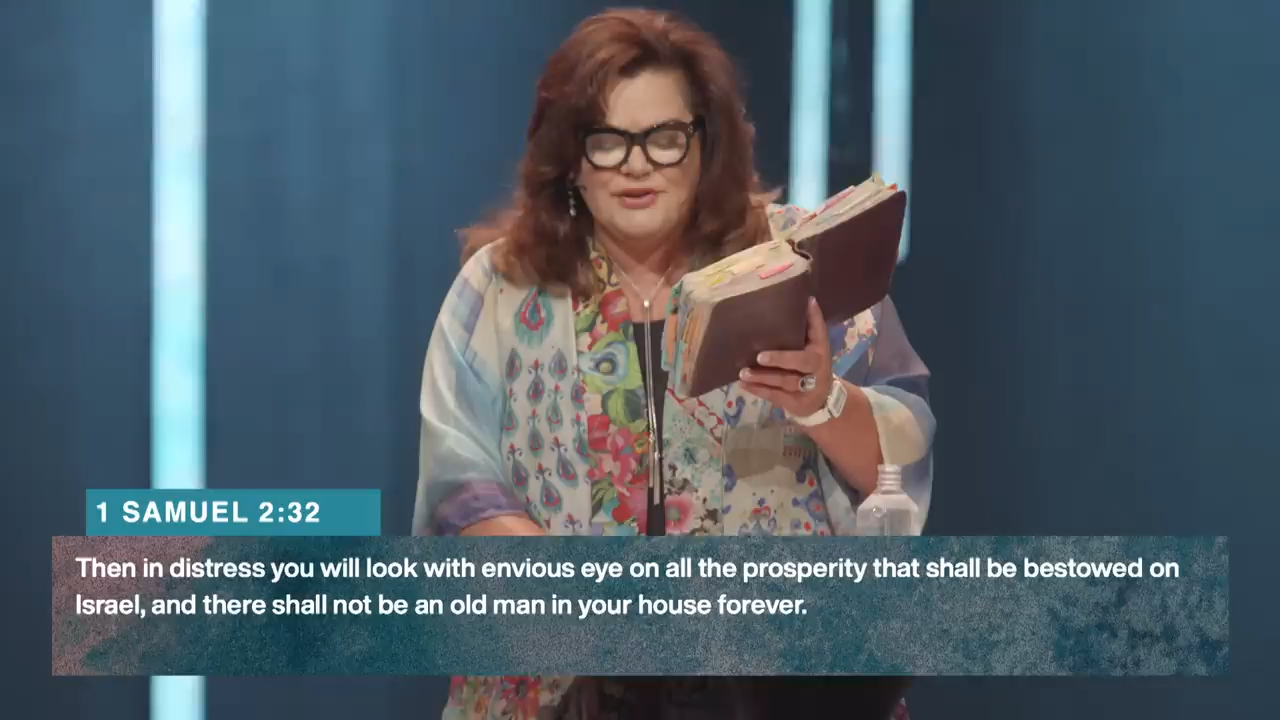 1 SAMUEL 2:32
Then in distress you will look with envious eye on all the prosperity that shall be bestowed on
Israel, and there shall not be an old man in your house forever.